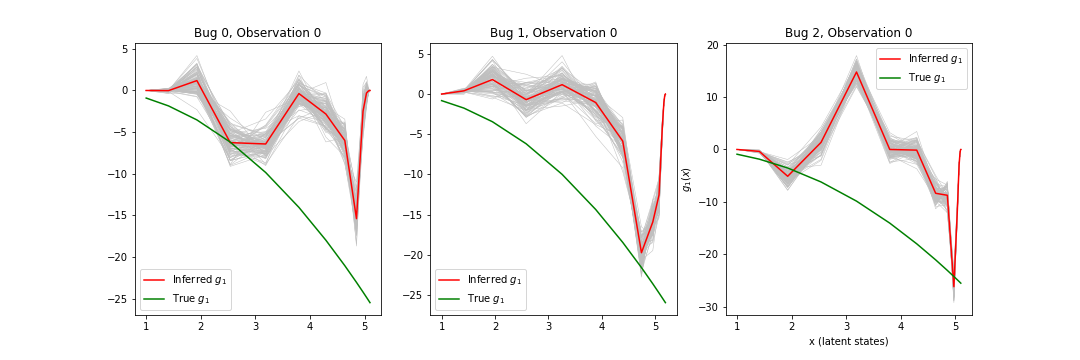 Bug 0, Observation 0
5
0
−5
−10
−15
−20
−25
1 2 3 4 5
Inferred g₁
True g₁
Bug 1, Observation 0
5
0
−5
−10
−15
−20
−25
1 2 3 4 5
Inferred g₁
True g₁
Bug 2, Observation 0
g₁(x)
20
10
0
−10
−20
−30
1 2 3 4 5
x (latent states)
Inferred g₁
True g₁